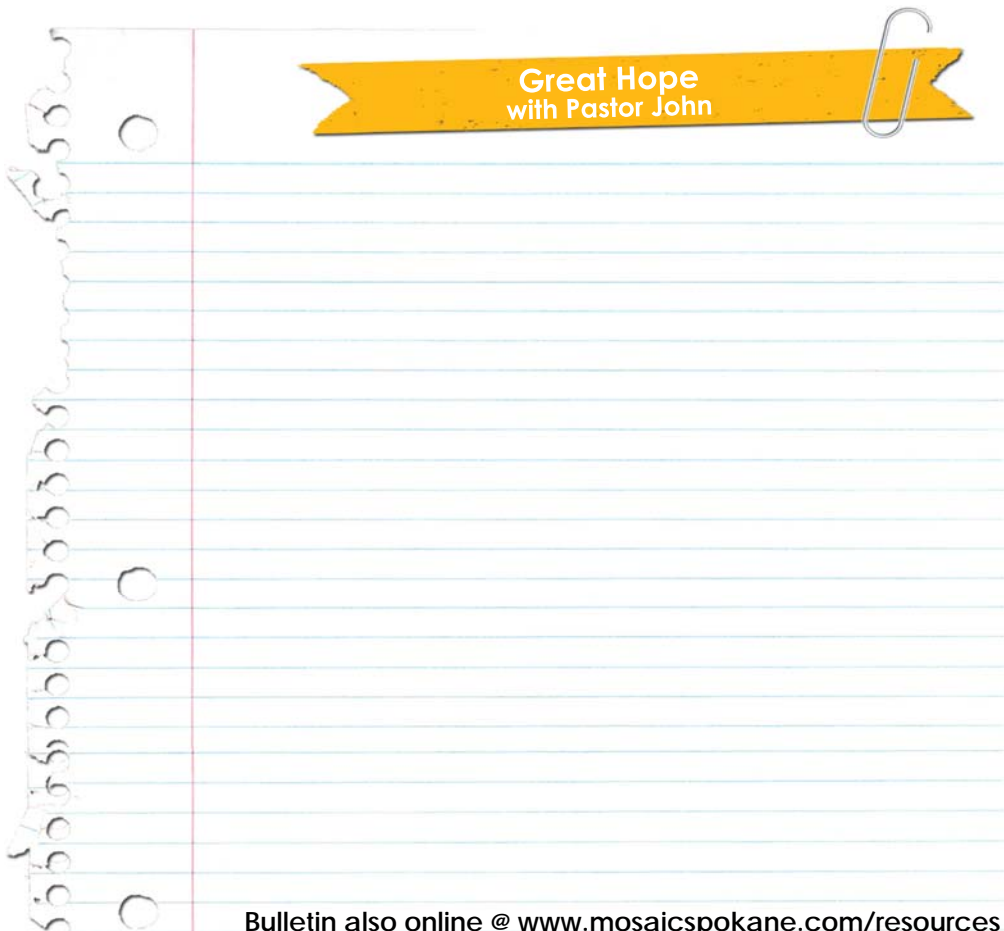 Great Hope
with Pastor John
Bulletin also online @ www.mosaicspokane.com/resources